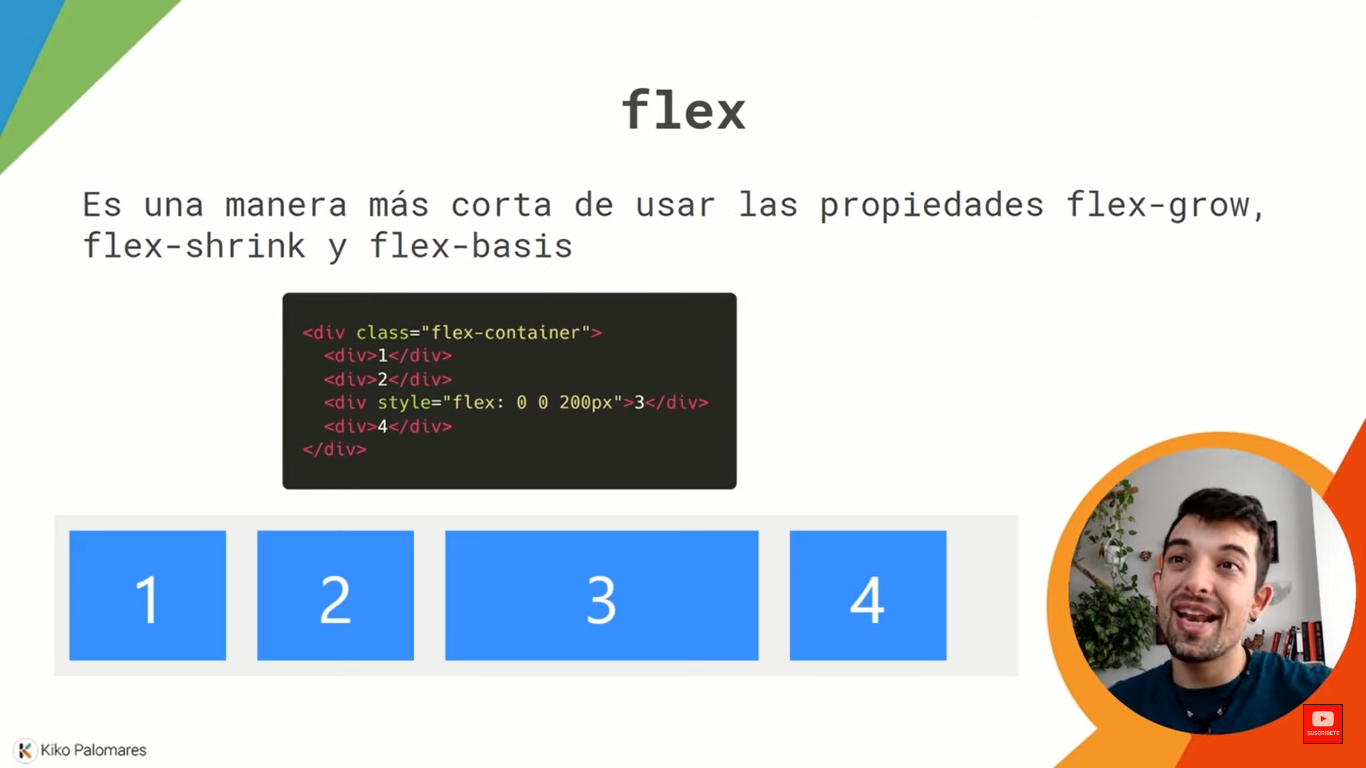 flex
Es una manera más corta de usar las propiedades flex-grow,
flex-shrink y flex-basis
<div class="flex-container">
  <div>1</div>
  <div>2</div>
  <div style="flex: 0 0 200px">3</div>
  <div>4</div>
</div>
1 2 3 4
Kiko Palomares
SUSCRÍBETE